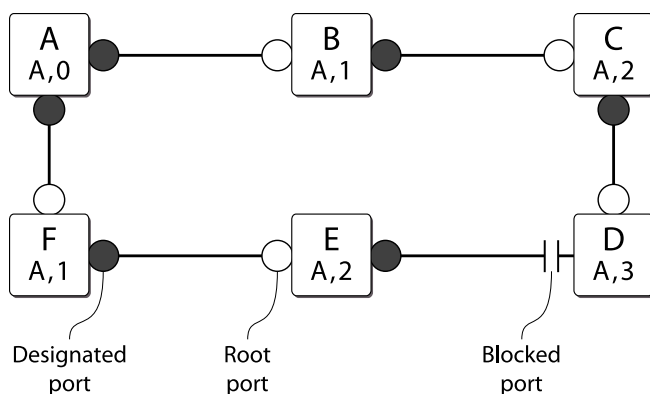 A
A,0
B
A,1
C
A,2
F
A,1
E
A,2
D
A,3
Designated
port
Root
port
Blocked
port